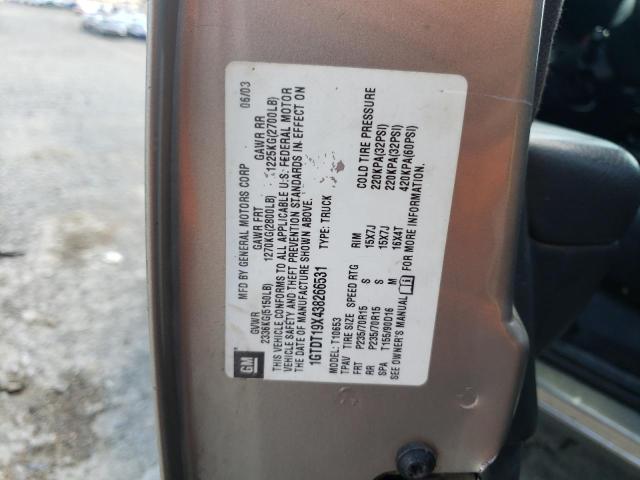 GM
MFD BY GENERAL MOTORS CORP 06/03
GVWR GAWR FRT GAWR RR
2336KG(5150LB) 1270KG(2800LB) 1225KG(2700LB)
THIS VEHICLE CONFORMS TO ALL APPLICABLE U.S. FEDERAL MOTOR
VEHICLE SAFETY AND THEFT PREVENTION STANDARDS IN EFFECT ON
THE DATE OF MANUFACTURE SHOWN ABOVE.
1GTDT19X438266531 TYPE: TRUCK
MODEL: T10653
TPAV TIRE SIZE SPEED RTG RIM COLD TIRE PRESSURE
FRT P235/70R15 S 15X7J 220KPA(32PSI)
RR P235/70R15 S 15X7J 220KPA(32PSI)
SPA T155/90D16 M 16X4T 420KPA(60PSI)
SEE OWNER'S MANUAL FOR MORE INFORMATION.